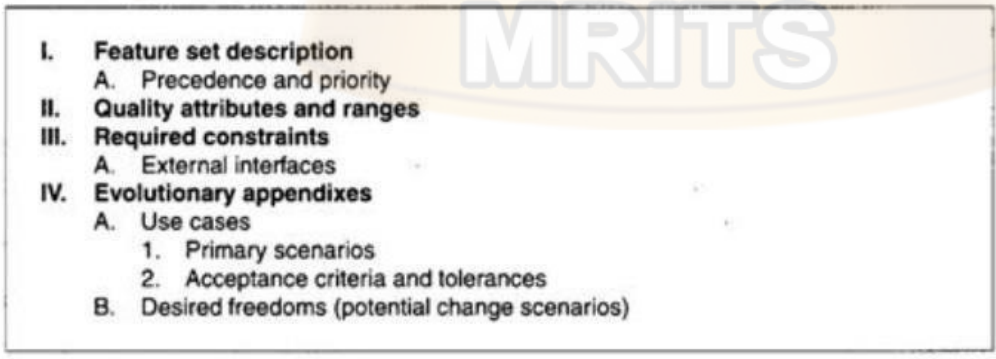 MRITS
I. Feature set description
A. Precedence and priority
II. Quality attributes and ranges
III. Required constraints
A. External interfaces
IV. Evolutionary appendixes
A. Use cases
1. Primary scenarios
2. Acceptance criteria and tolerances
B. Desired freedoms (potential change scenarios)